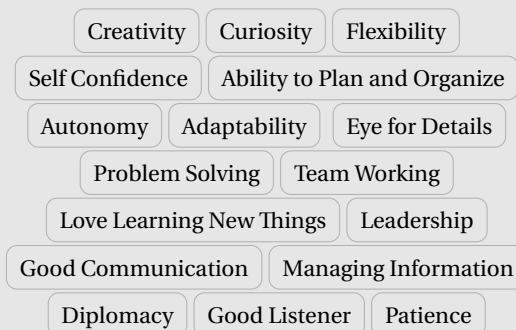 Creativity Curiosity Flexibility
Self Confidence Ability to Plan and Organize
Autonomy Adaptability Eye for Details
Problem Solving Team Working
Love Learning New Things Leadership
Good Communication Managing Information
Diplomacy Good Listener Patience